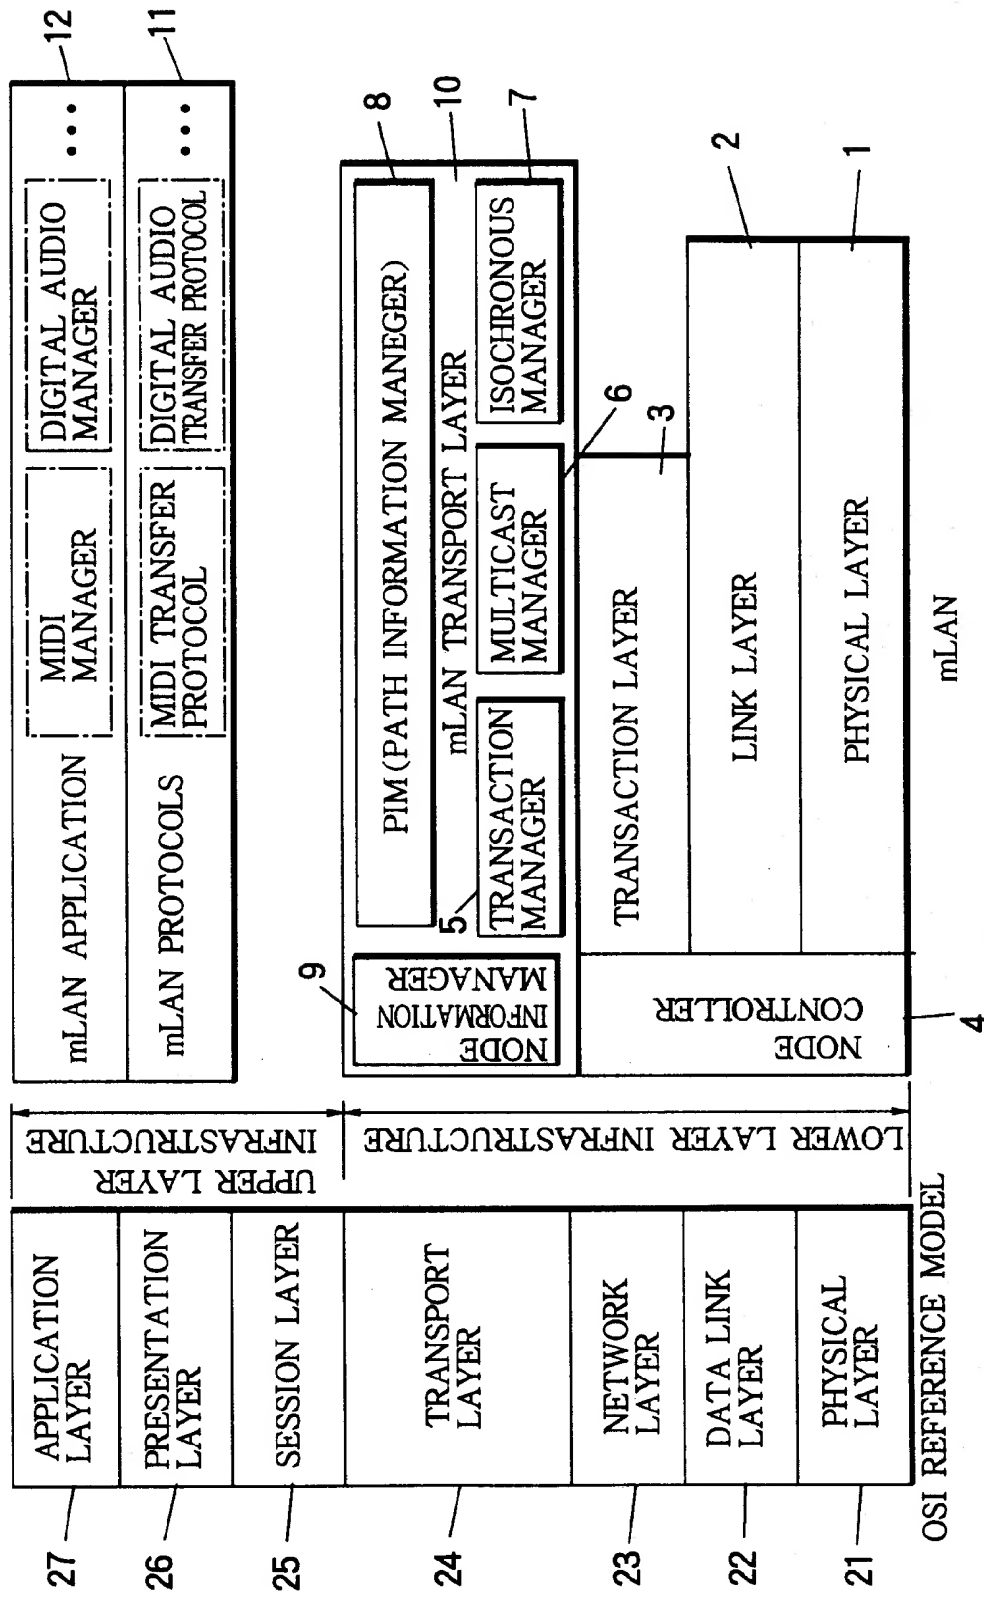 27
APPLICATION
LAYER
26
PRESENTATION
LAYER
25
SESSION LAYER
24
TRANSPORT
LAYER
23
NETWORK
LAYER
22
DATA LINK
LAYER
21
PHYSICAL
LAYER
OSI REFERENCE MODEL
UPPER LAYER
INFRASTRUCTURE
LOWER LAYER INFRASTRUCTURE
mLAN APPLICATION
MIDI
MANAGER
DIGITAL AUDIO
MANAGER
•••
12
mLAN PROTOCOLS
MIDI TRANSFER
PROTOCOL
DIGITAL AUDIO
TRANSFER PROTOCOL
•••
11
9
NODE
INFORMATION
MANAGER
PIM(PATH INFORMATION MANEGER)
8
mLAN TRANSPORT LAYER
10
5
TRANSACTION
MANAGER
MULTICAST
MANAGER
6
ISOCHRONOUS
MANAGER
7
NODE
CONTROLLER
4
TRANSACTION LAYER
3
LINK LAYER
2
PHYSICAL LAYER
1
mLAN